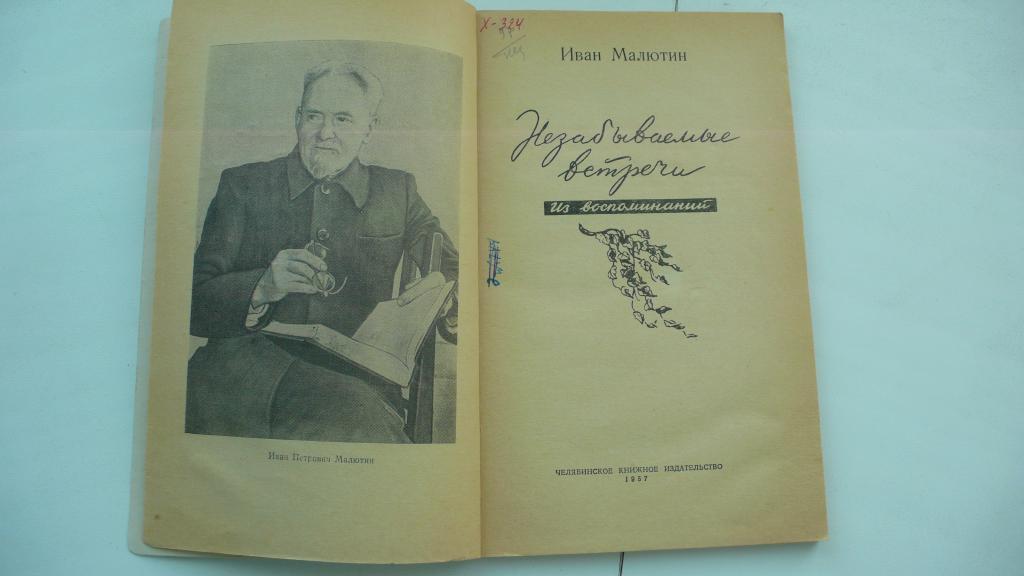 Иван Петрович Малютин
Х-324
Иван Малютин
Незабываемые
встречи
Из воспоминаний
ЧЕЛЯБИНСКОЕ КНИЖНОЕ ИЗДАТЕЛЬСТВО
1957